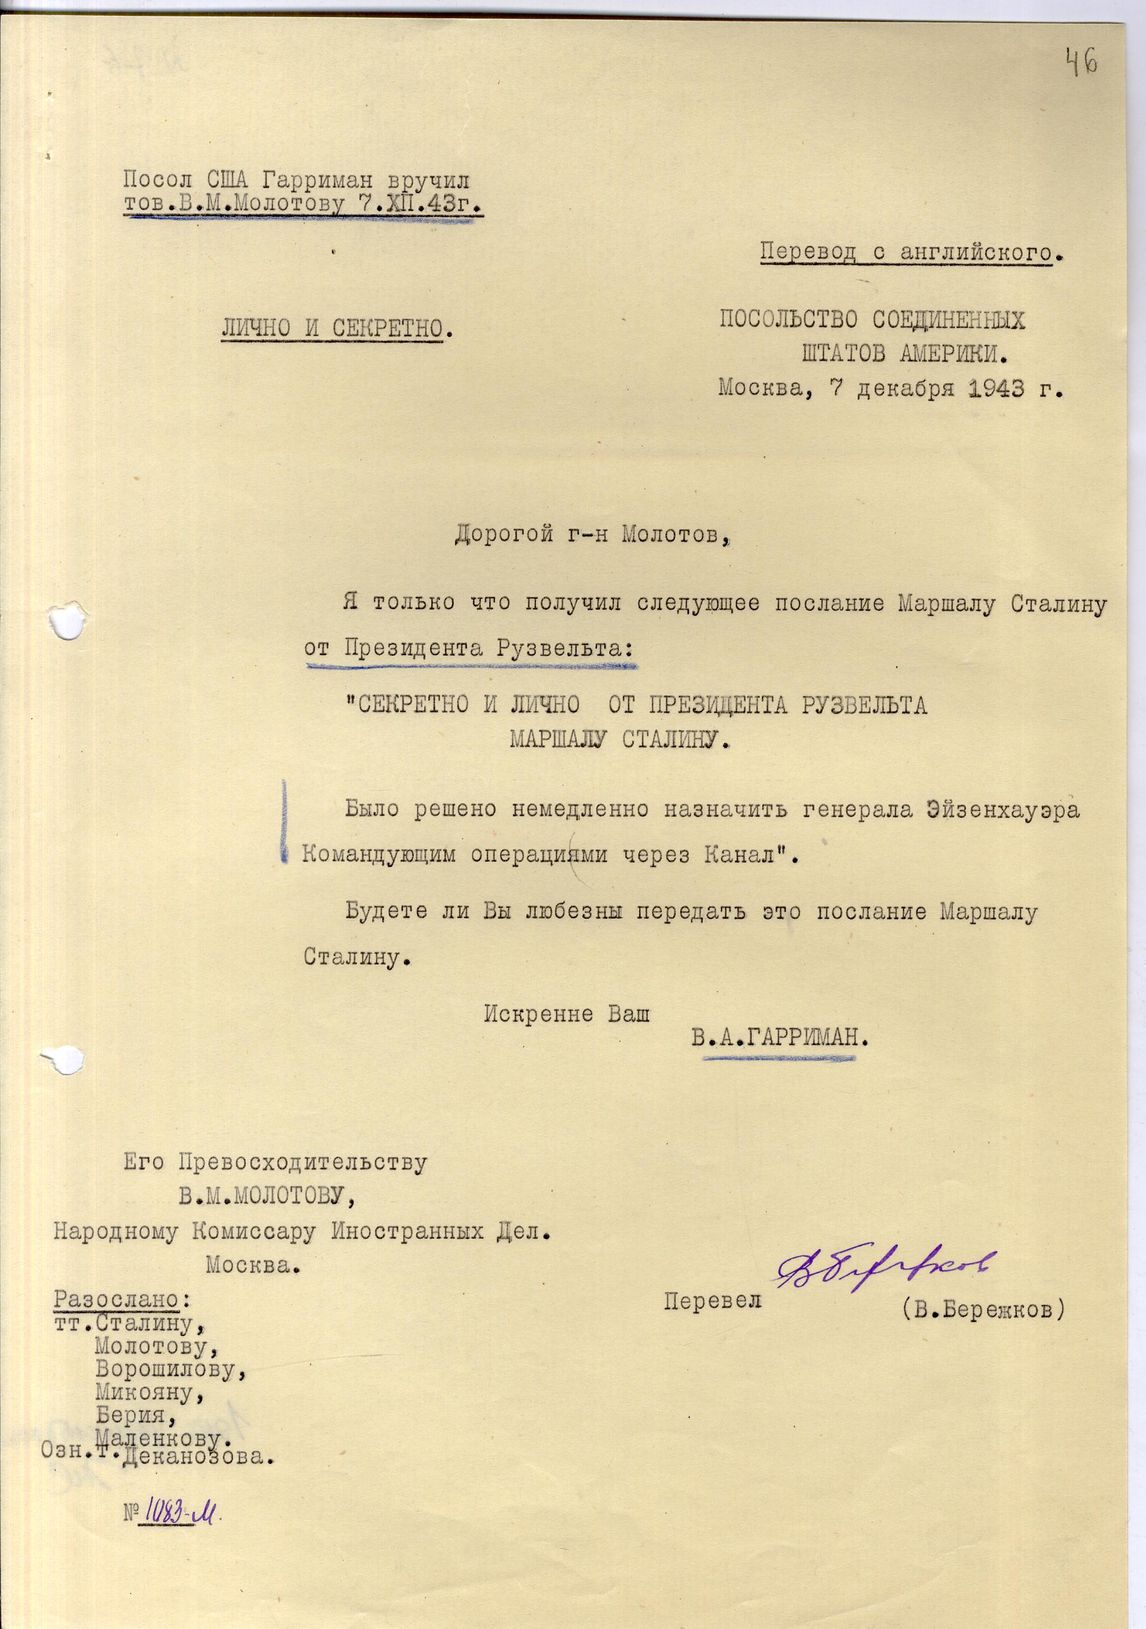 46
Посол США Гарриман вручил
тов.В.М.Молотову 7.XП.43г.
Перевод с английского.
ЛИЧНО И СЕКРЕТНО.
ПОСОЛЬСТВО СОЕДИНЕННЫХ
ШТАТОВ АМЕРИКИ.
Москва, 7 декабря 1943 г.
Дорогой г-н Молотов,
Я только что получил следующее послание Маршалу Сталину
от Президента Рузвельта:
"СЕКРЕТНО И ЛИЧНО ОТ ПРЕЗИДЕНТА РУЗВЕЛЬТА
МАРШАЛУ СТАЛИНУ.
Было решено немедленно назначить генерала Эйзенхауэра
Командующим операциями через Канал".
Будете ли Вы любезны передать это послание Маршалу
Сталину.
Искренне Ваш
В.А.ГАРРИМАН.
Его Превосходительству
В.М.МОЛОТОВУ,
Народному Комиссару Иностранных Дел.
Москва.
В Бережков
Перевел (В.Бережков)
Разослано:
тт.Сталину,
Молотову,
Ворошилову,
Микояну,
Берия,
Маленкову.
Озн.т.Деканозова.
№ 1083-М.